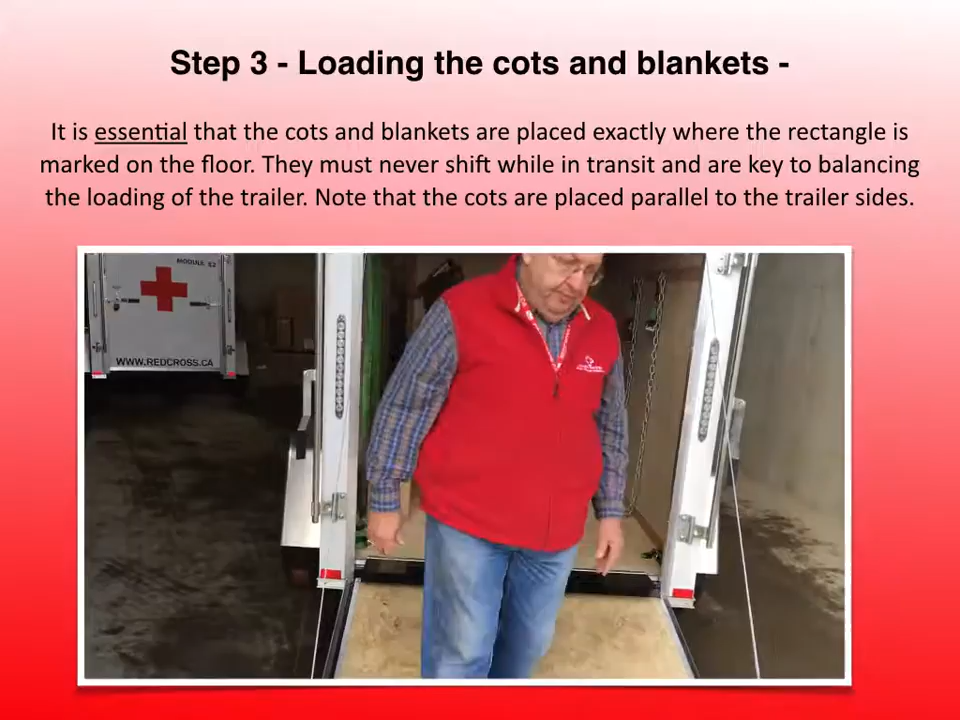 Step 3 - Loading the cots and blankets -
It is essential that the cots and blankets are placed exactly where the rectangle is
marked on the floor. They must never shift while in transit and are key to balancing
the loading of the trailer. Note that the cots are placed parallel to the trailer sides.
MODULE 52
WWW.REDCROSS.CA